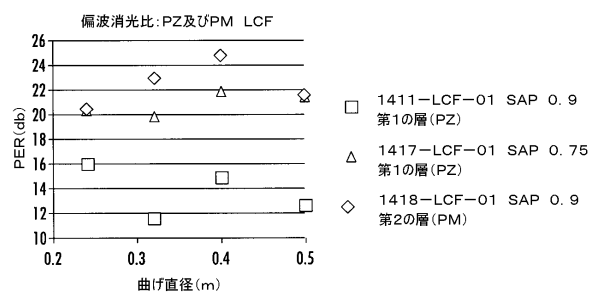 偏波消光比：PZ及びPM LCF
26
24
22
20
18
16
14
12
10
PER(db)
0.2
0.3
0.4
0.5
曲げ直径(m)
1411-LCF-01 SAP 0.9
第1の層(PZ)
1417-LCF-01 SAP 0.75
第1の層(PZ)
1418-LCF-01 SAP 0.9
第2の層(PM)